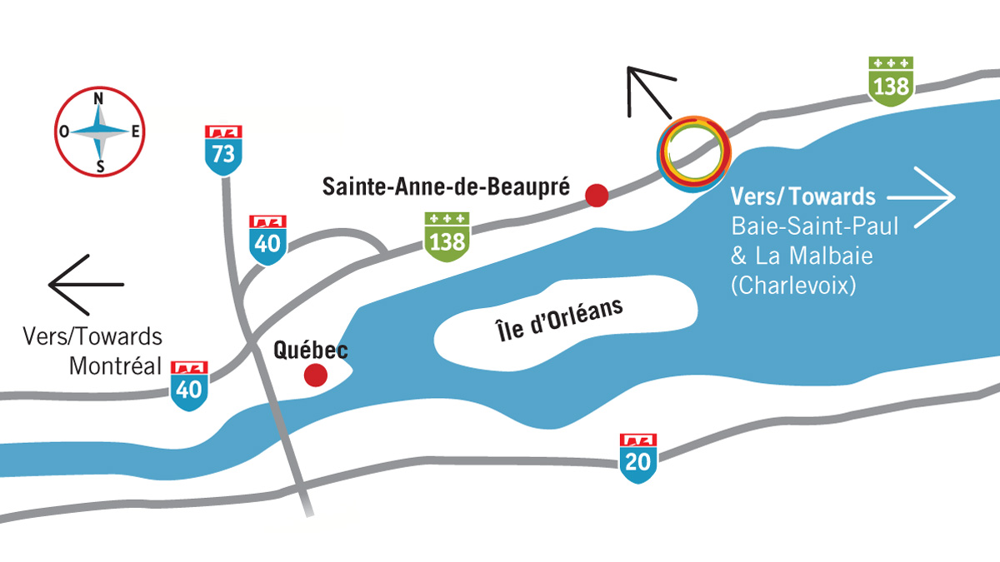 N
O
E
S
73
138
Sainte-Anne-de-Beaupré
Vers/ Towards
Baie-Saint-Paul
& La Malbaie
(Charlevoix)
40
138
Vers/Towards
Montréal
Île d'Orléans
Québec
40
20